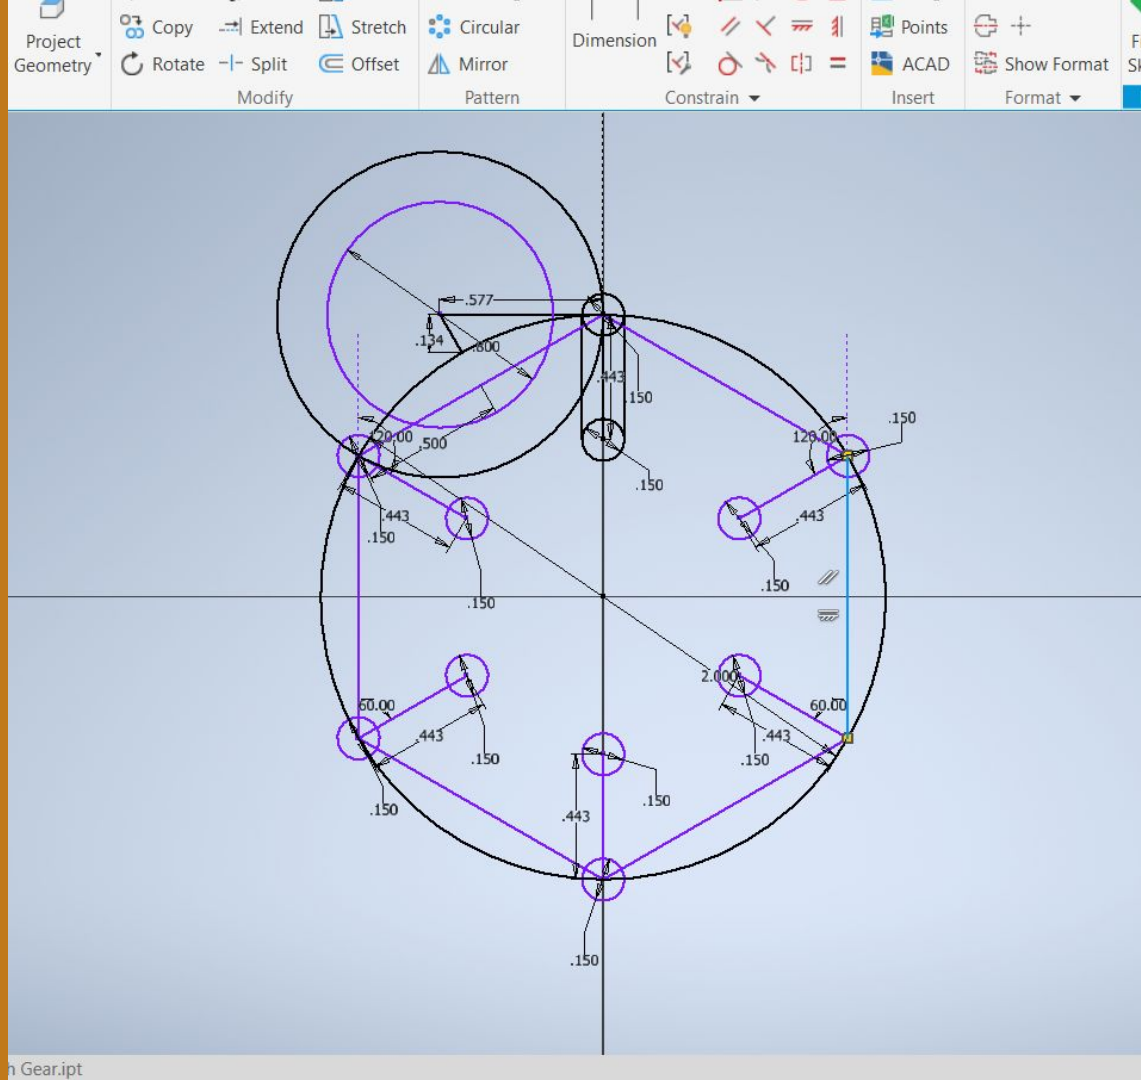 Project
Geometry
Copy
Extend
Stretch
Rotate
Split
Offset
Modify
Circular
Mirror
Pattern
Dimension
Constrain
Points
ACAD
Insert
Show Format
Format
.577
.134
.800
.443
.150
.150
120.00
.500
120.00
.150
.443
.150
.443
.150
.150
2.000
60.00
60.00
.443
.150
.443
.150
.150
.150
.443
.150
h Gear.ipt